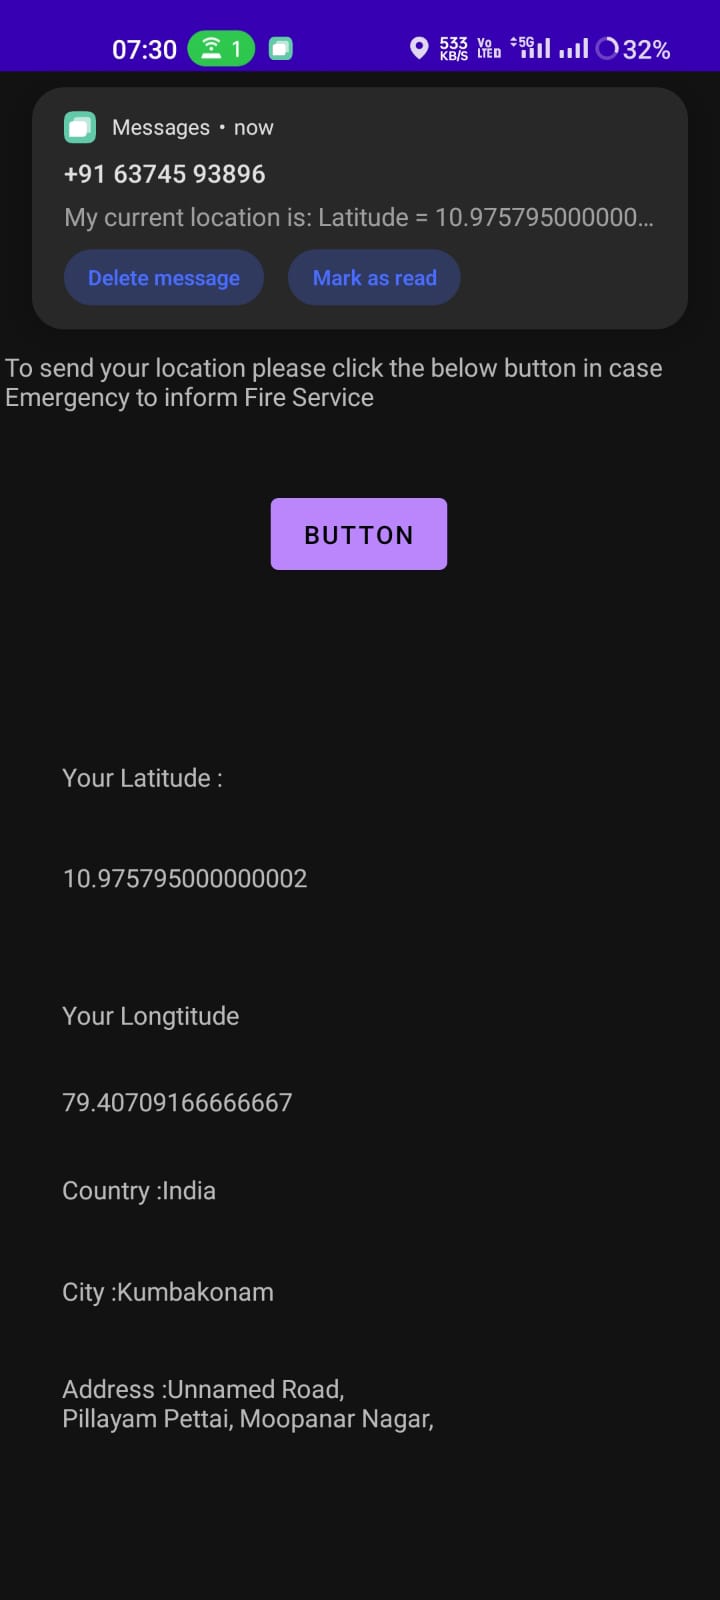 07:30 1 533 KB/S Vo LTE D 5G 32%
Messages • now
+91 63745 93896
My current location is: Latitude = 10.975795000000...
Delete message Mark as read
To send your location please click the below button in case
Emergency to inform Fire Service
BUTTON
Your Latitude :
10.975795000000002
Your Longtitude
79.40709166666667
Country :India
City :Kumbakonam
Address :Unnamed Road,
Pillayam Pettai, Moopanar Nagar,